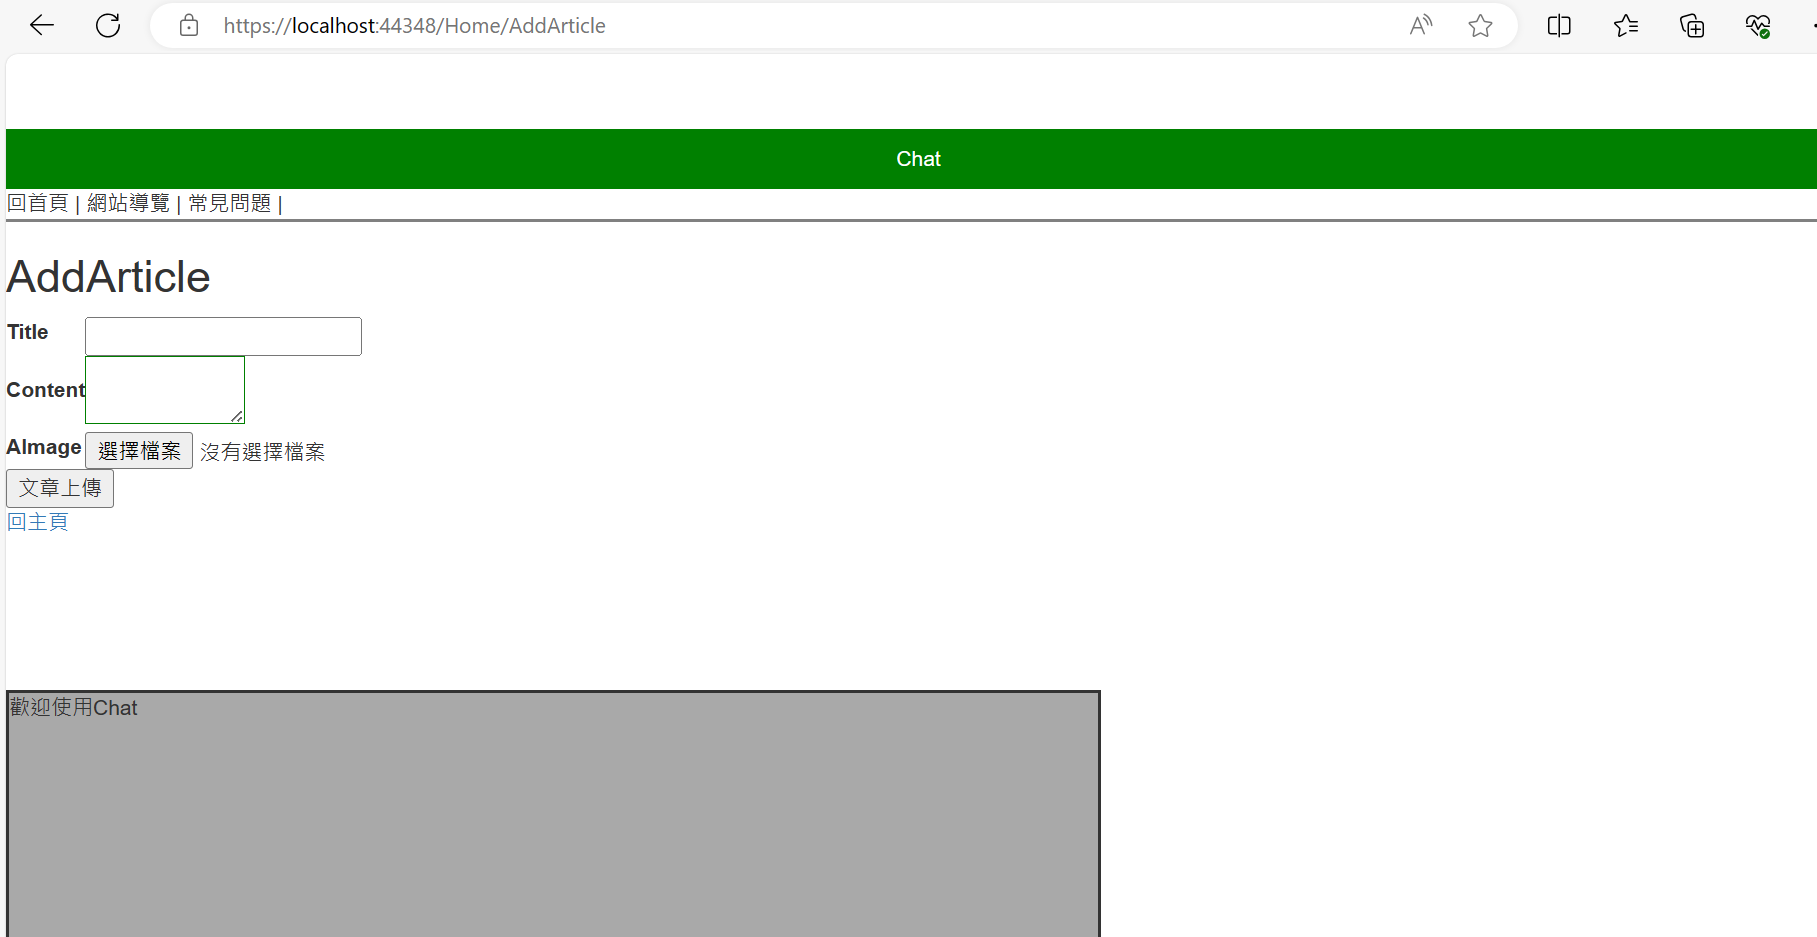 https://localhost:44348/Home/AddArticle
Chat
回首頁 | 網站導覽 | 常見問題 |
AddArticle
Title
Content
AImage 選擇檔案 沒有選擇檔案
文章上傳
回主頁
歡迎使用Chat